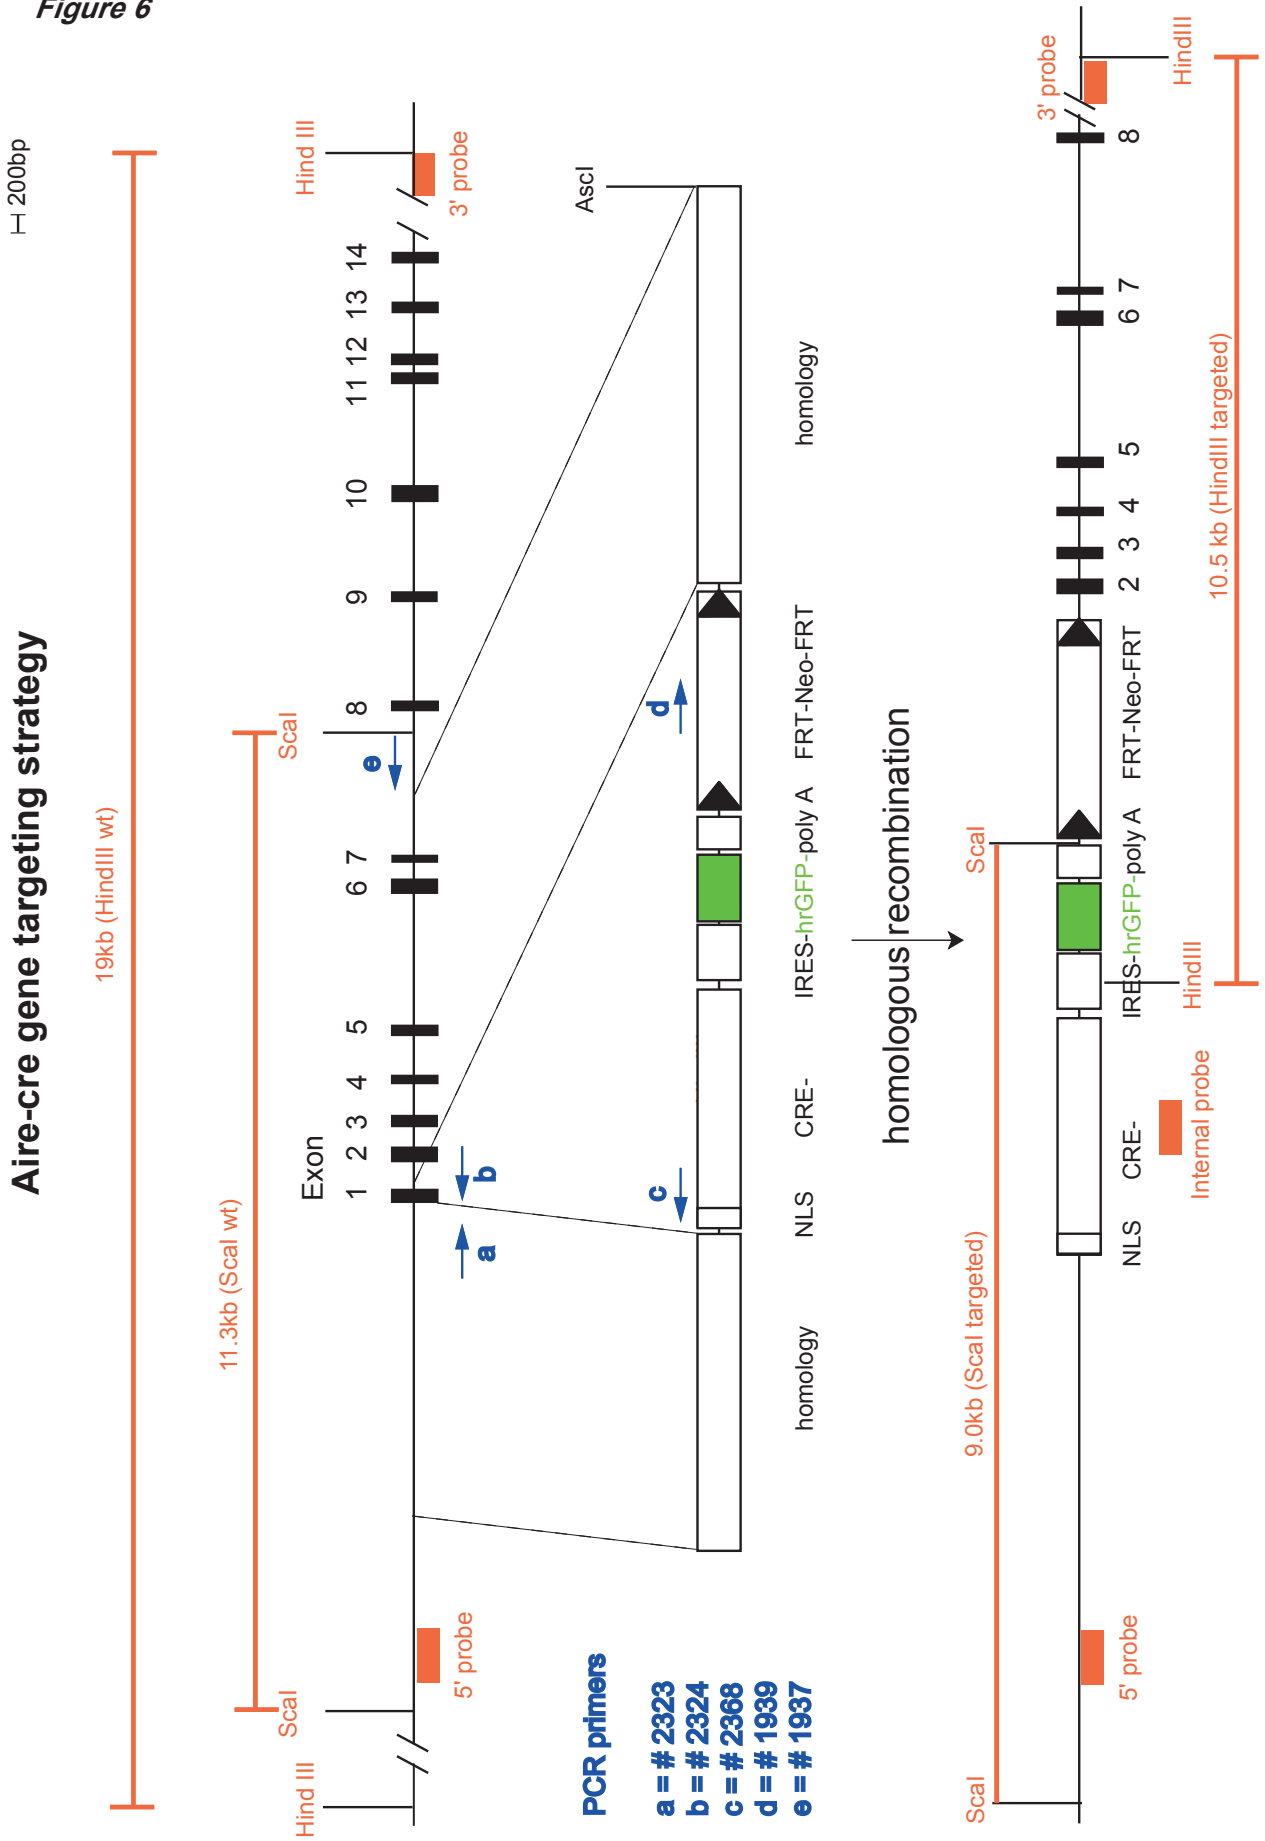 Figure 6
Aire-cre gene targeting strategy
200bp
19kb (HindIII wt)
11.3kb (ScaI wt)
Hind III
ScaI
ScaI
Hind III
Exon
1 2 3 4 5 6 7 8 9 10 11 12 13 14
5' probe
a
b
e
3' probe
AscI
c
d
homology
NLS
CRE-
IRES-hrGFP-poly A
FRT-Neo-FRT
homology
PCR primers
a = # 2323
b = # 2324
c = # 2368
d = # 1939
e = # 1937
homologous recombination
9.0kb (ScaI targeted)
ScaI
ScaI
3' probe
5' probe
NLS
CRE-
IRES-hrGFP-poly A
FRT-Neo-FRT
2 3 4 5 6 7 8
Internal probe
HindIII
HindIII
10.5 kb (HindIII targeted)